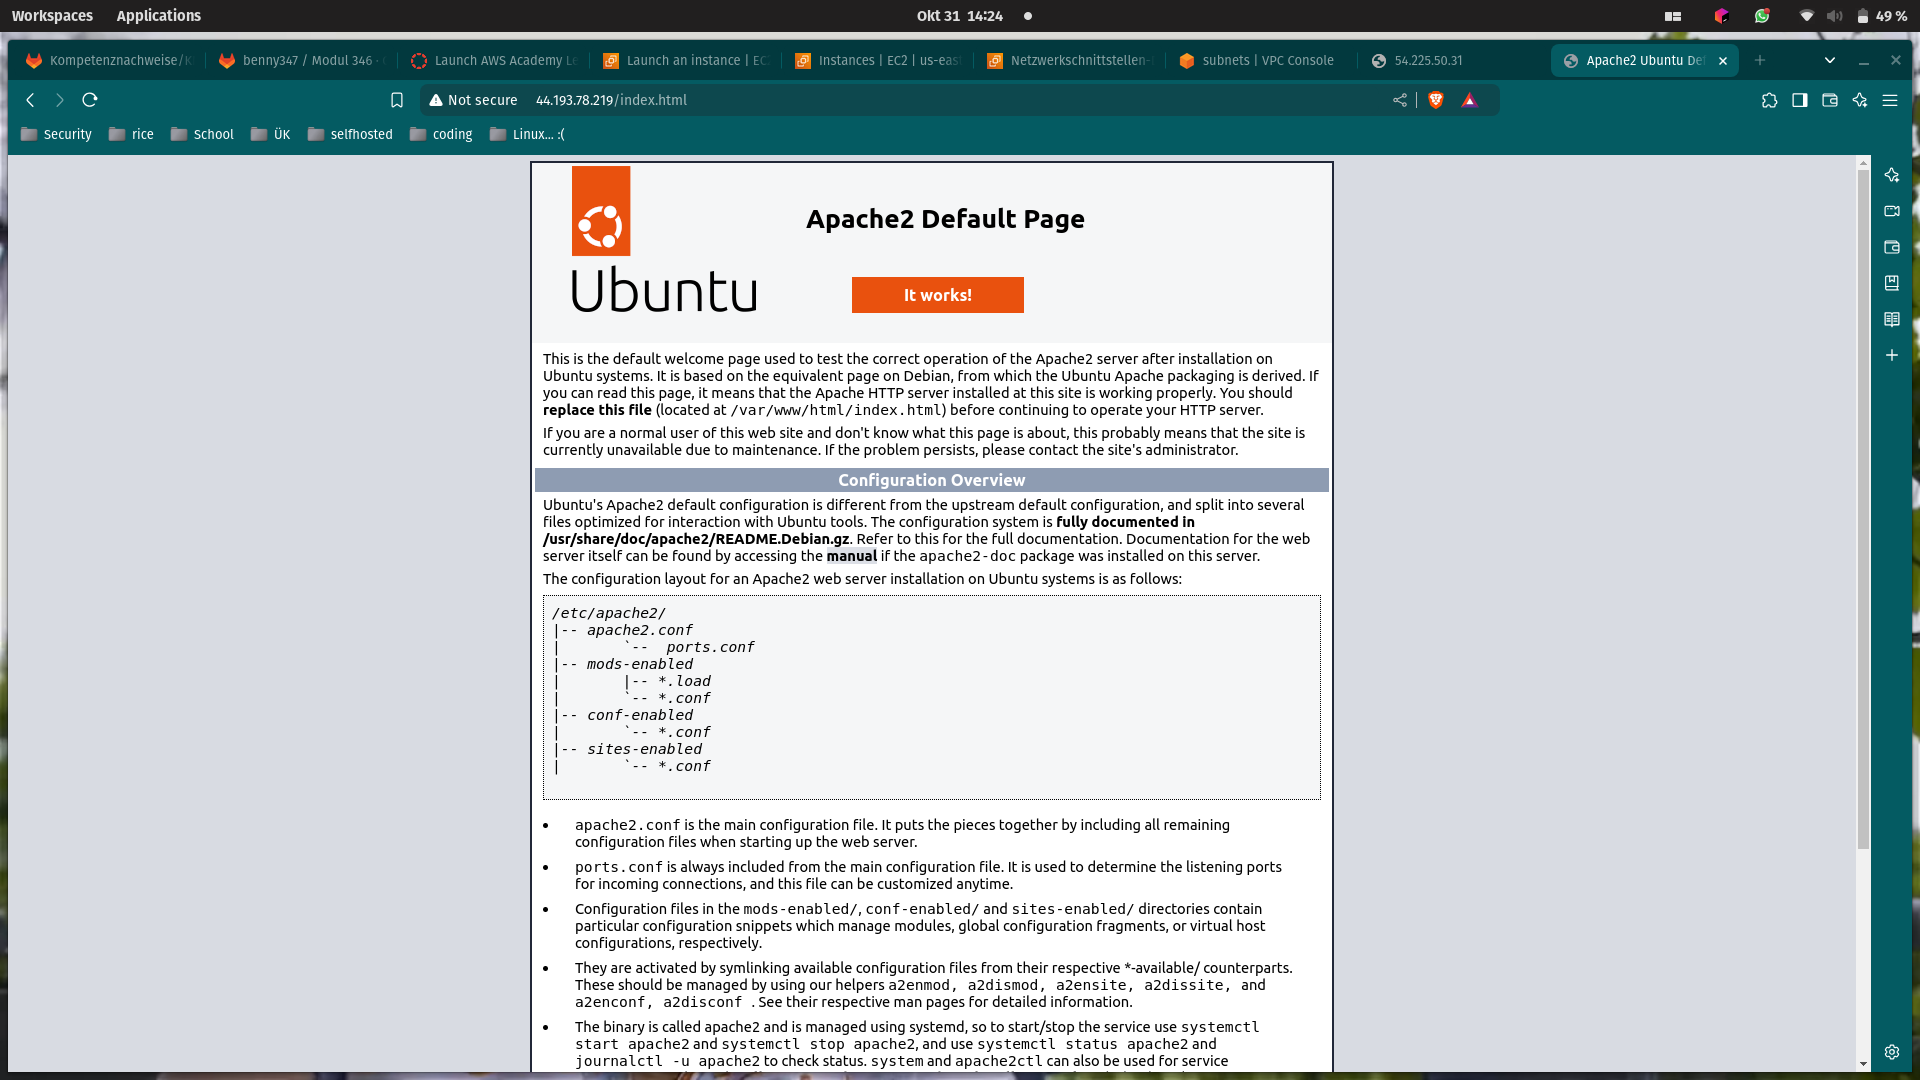 Workspaces Applications Okt 31 14:24 49 %
Kompetenznachweise/K benny347 / Modul 346 · Launch AWS Academy Le Launch an instance | EC Instances | EC2 | us-eas Netzwerkschnittstellen- subnets | VPC Console 54.225.50.31 Apache2 Ubuntu De
Not secure 44.193.78.219/index.html
Security rice School ÜK selfhosted coding Linux... :(
Apache2 Default Page
Ubuntu
It works!
This is the default welcome page used to test the correct operation of the Apache2 server after installation on
Ubuntu systems. It is based on the equivalent page on Debian, from which the Ubuntu Apache packaging is derived. If
you can read this page, it means that the Apache HTTP server installed at this site is working properly. You should
replace this file (located at /var/www/html/index.html) before continuing to operate your HTTP server.
If you are a normal user of this web site and don't know what this page is about, this probably means that the site is
currently unavailable due to maintenance. If the problem persists, please contact the site's administrator.
Configuration Overview
Ubuntu's Apache2 default configuration is different from the upstream default configuration, and split into several
files optimized for interaction with Ubuntu tools. The configuration system is fully documented in
/usr/share/doc/apache2/README.Debian.gz. Refer to this for the full documentation. Documentation for the web
server itself can be found by accessing the manual if the apache2-doc package was installed on this server.
The configuration layout for an Apache2 web server installation on Ubuntu systems is as follows:
/etc/apache2/
|-- apache2.conf
|       `--  ports.conf
|-- mods-enabled
|       |-- *.load
|       `-- *.conf
|-- conf-enabled
|       `-- *.conf
|-- sites-enabled
|       `-- *.conf
• apache2.conf is the main configuration file. It puts the pieces together by including all remaining
configuration files when starting up the web server.
• ports.conf is always included from the main configuration file. It is used to determine the listening ports
for incoming connections, and this file can be customized anytime.
• Configuration files in the mods-enabled/, conf-enabled/ and sites-enabled/ directories contain
particular configuration snippets which manage modules, global configuration fragments, or virtual host
configurations, respectively.
• They are activated by symlinking available configuration files from their respective *-available/ counterparts.
These should be managed by using our helpers a2enmod, a2dismod, a2ensite, a2dissite, and
a2enconf, a2disconf . See their respective man pages for detailed information.
• The binary is called apache2 and is managed using systemd, so to start/stop the service use systemctl
start apache2 and systemctl stop apache2, and use systemctl status apache2 and
journalctl -u apache2 to check status. system and apache2ctl can also be used for service